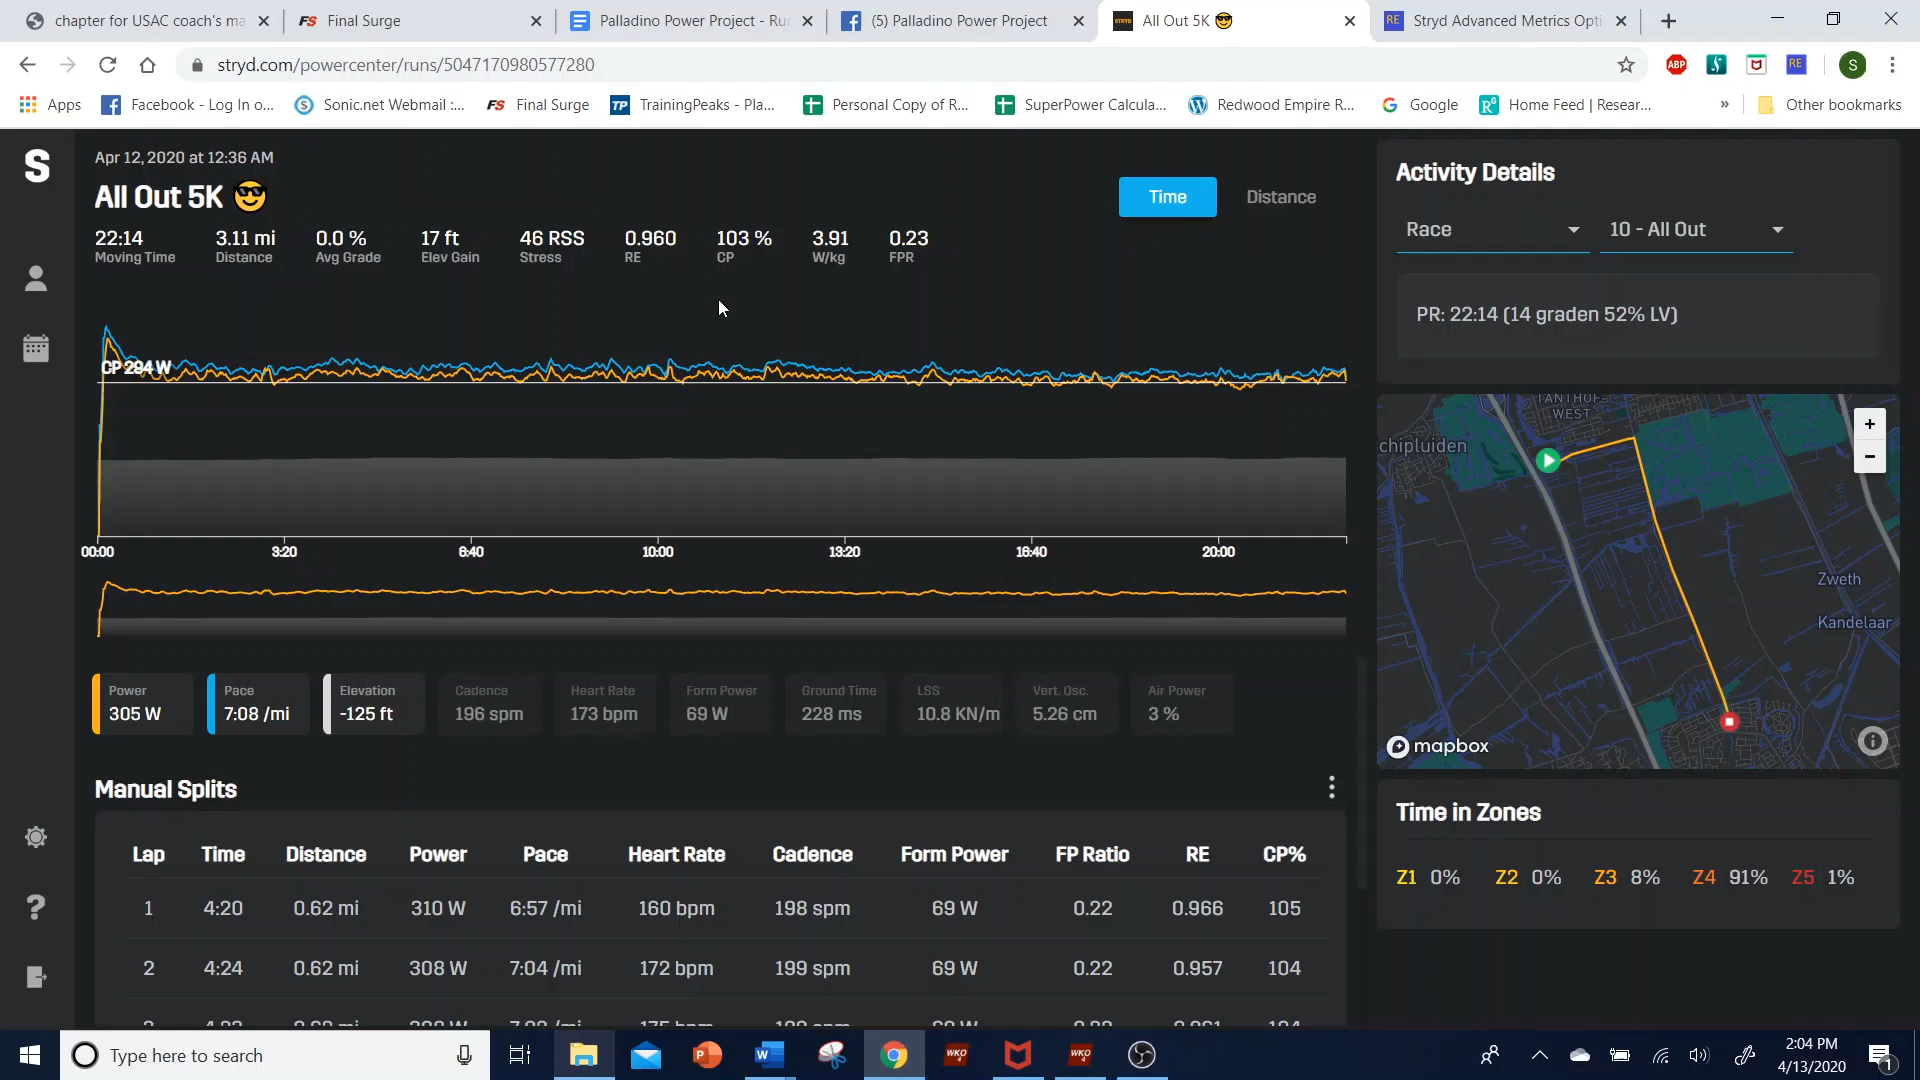 chapter for USAC coach's ma
Final Surge
Palladino Power Project - Ru
(5) Palladino Power Project
All Out 5K 😎
Stryd Advanced Metrics Opti
stryd.com/powercenter/runs/5047170980577280
ABP
RE
S
Apps
Facebook - Log In o...
Sonic.net Webmail :...
Final Surge
TrainingPeaks - Pla...
Personal Copy of R...
SuperPower Calcula...
Redwood Empire R...
Google
Home Feed | Resear...
»
Other bookmarks
Apr 12, 2020 at 12:36 AM
All Out 5K 😎
Time
Distance
22:14 3.11 mi 0.0 % 17 ft 46 RSS 0.960 103 % 3.91 0.23
Moving Time Distance Avg Grade Elev Gain Stress RE CP W/kg FPR
CP 294 W
00:00 3:20 6:40 10:00 13:20 16:40 20:00
Power Pace Elevation Cadence Heart Rate Form Power Ground Time LSS Vert. Osc. Air Power
305 W 7:08 /mi -125 ft 196 spm 173 bpm 69 W 228 ms 10.8 KN/m 5.26 cm 3 %
Manual Splits
Lap Time Distance Power Pace Heart Rate Cadence Form Power FP Ratio RE CP%
1 4:20 0.62 mi 310 W 6:57 /mi 160 bpm 198 spm 69 W 0.22 0.966 105
2 4:24 0.62 mi 308 W 7:04 /mi 172 bpm 199 spm 69 W 0.22 0.957 104
Activity Details
Race
10 - All Out
PR: 22:14 (14 graden 52% LV)
TANTHOF-
WEST
chipluiden
Zweth
Kandelaar
+
-
mapbox
Time in Zones
Z1 0% Z2 0% Z3 8% Z4 91% Z5 1%
Type here to search
2:04 PM
4/13/2020
1